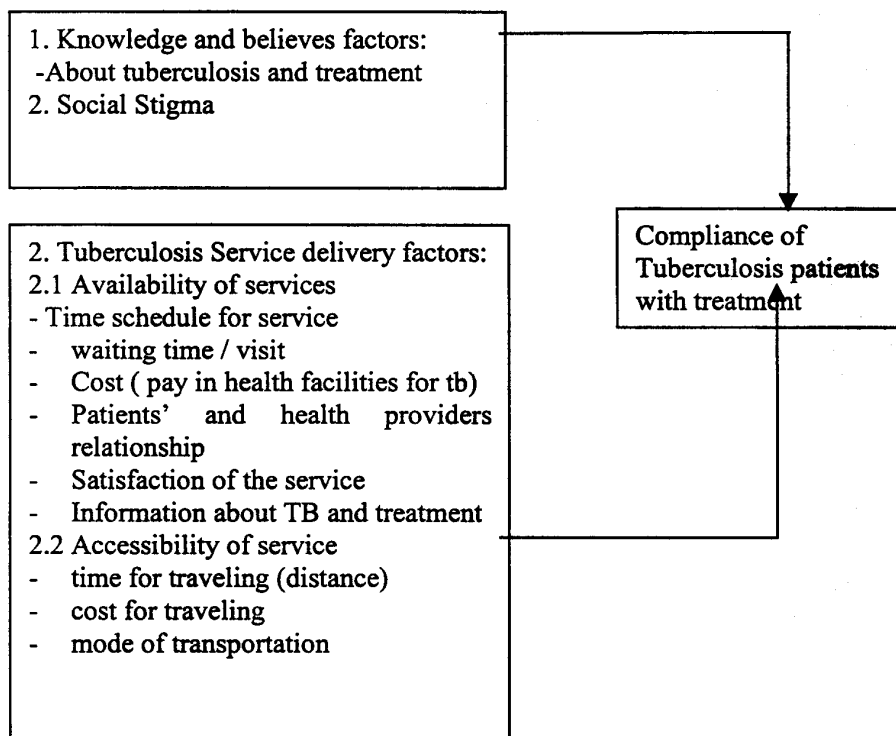 1. Knowledge and believes factors:
-About tuberculosis and treatment
2. Social Stigma
2. Tuberculosis Service delivery factors:
2.1 Availability of services
- Time schedule for service
- waiting time / visit
- Cost ( pay in health facilities for tb)
- Patients' and health providers
relationship
- Satisfaction of the service
- Information about TB and treatment
2.2 Accessibility of service
- time for traveling (distance)
- cost for traveling
- mode of transportation
Compliance of
Tuberculosis patients
with treatment